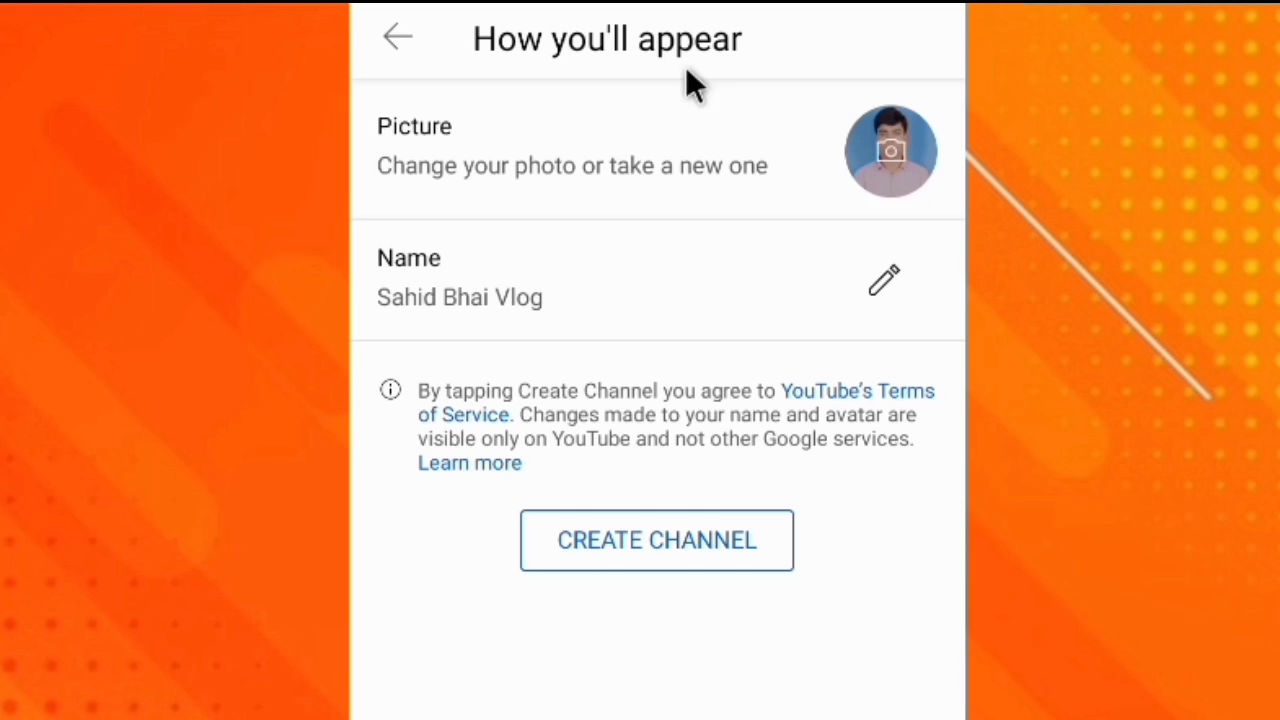 How you'll appear
Picture
Change your photo or take a new one
Name
Sahid Bhai Vlog
By tapping Create Channel you agree to YouTube's Terms
of Service. Changes made to your name and avatar are
visible only on YouTube and not other Google services.
Learn more
CREATE CHANNEL